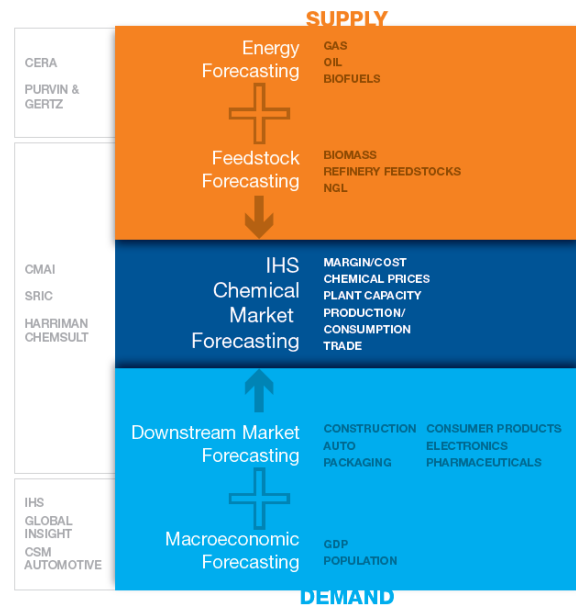 SUPPLY
CERA
PURVIN &
GERTZ
Energy
Forecasting
GAS
OIL
BIOFUELS
Feedstock
Forecasting
BIOMASS
REFINERY FEEDSTOCKS
NGL
CMAI
SRIC
HARRIMAN
CHEMSULT
IHS
Chemical
Market
Forecasting
MARGIN/COST
CHEMICAL PRICES
PLANT CAPACITY
PRODUCTION/
CONSUMPTION
TRADE
Downstream Market
Forecasting
CONSTRUCTION
AUTO
PACKAGING
CONSUMER PRODUCTS
ELECTRONICS
PHARMACEUTICALS
IHS
GLOBAL
INSIGHT
CSM
AUTOMOTIVE
Macroeconomic
Forecasting
GDP
POPULATION
DEMAND